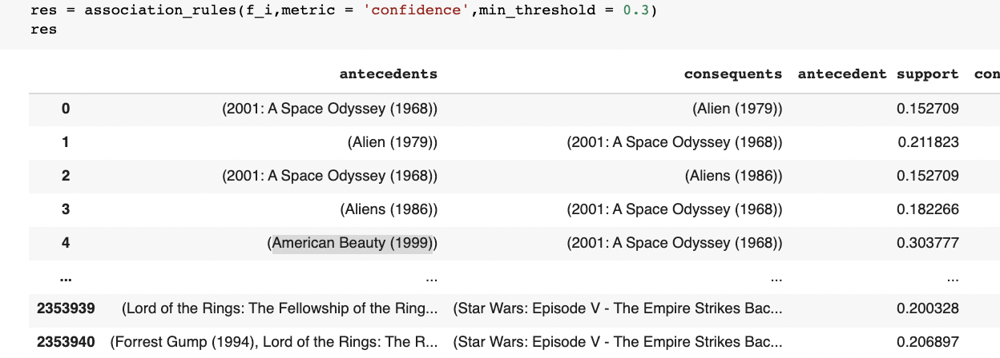 res = association_rules(f_i,metric = 'confidence',min_threshold = 0.3)
res
antecedents consequents antecedent support con
0 (2001: A Space Odyssey (1968)) (Alien (1979)) 0.152709
1 (Alien (1979)) (2001: A Space Odyssey (1968)) 0.211823
2 (2001: A Space Odyssey (1968)) (Aliens (1986)) 0.152709
3 (Aliens (1986)) (2001: A Space Odyssey (1968)) 0.182266
4 (American Beauty (1999)) (2001: A Space Odyssey (1968)) 0.303777
... ... ... ...
2353939 (Lord of the Rings: The Fellowship of the Ring... (Star Wars: Episode V - The Empire Strikes Bac... 0.200328
2353940 (Forrest Gump (1994), Lord of the Rings: The R... (Star Wars: Episode V - The Empire Strikes Bac... 0.206897